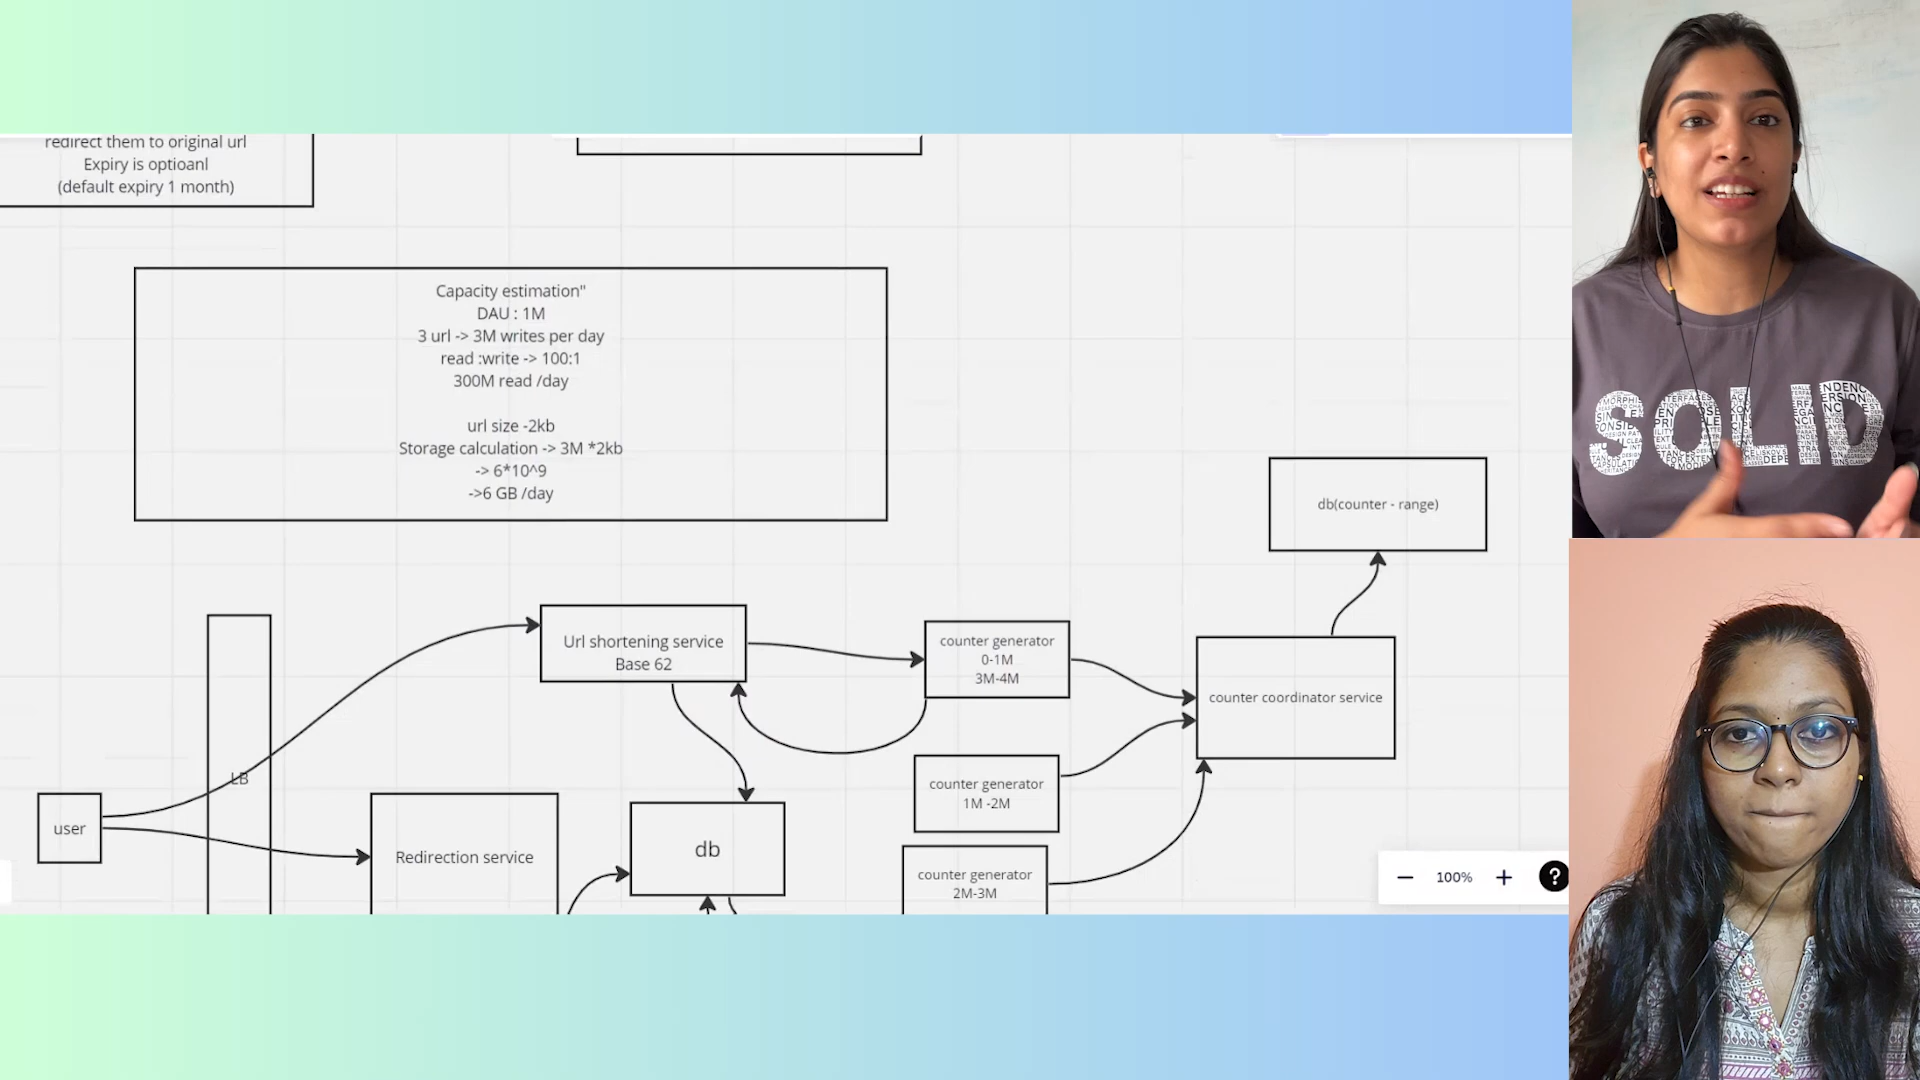 redirect them to original url
Expiry is optioanl
(default expiry 1 month)
Capacity estimation"
DAU : 1M
3 url -> 3M writes per day
read :write -> 100:1
300M read /day
url size -2kb
Storage calculation -> 3M *2kb
-> 6*10^9
->6 GB /day
db(counter - range)
Url shortening service
Base 62
counter generator
0-1M
3M-4M
counter coordinator service
LB
counter generator
1M -2M
user
Redirection service
db
counter generator
2M-3M
100%
?
SOLID